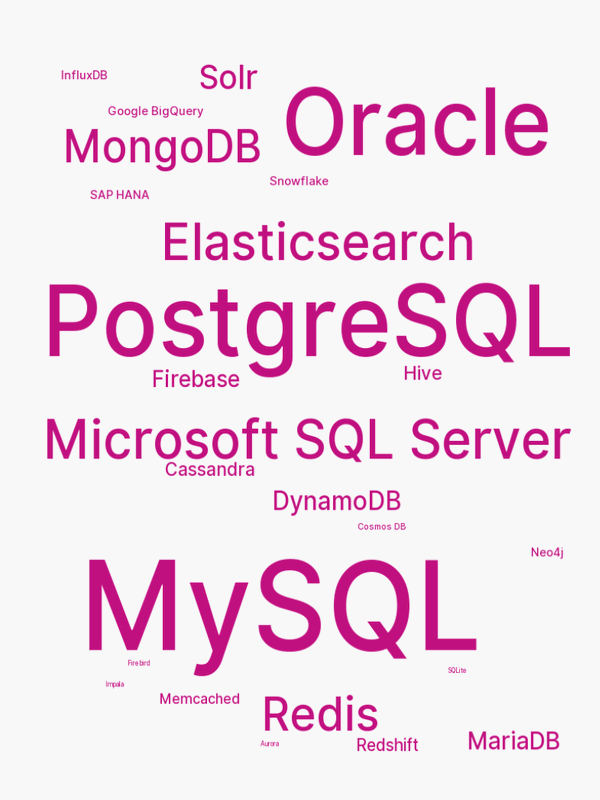 InfluxDB
Solr
Oracle
Google BigQuery
MongoDB
Snowflake
SAP HANA
Elasticsearch
PostgreSQL
Hive
Firebase
Microsoft SQL Server
Cassandra
DynamoDB
Cosmos DB
Neo4j
MySQL
Firebird
SQLite
Impala
Memcached
Redis
MariaDB
Aurora
Redshift